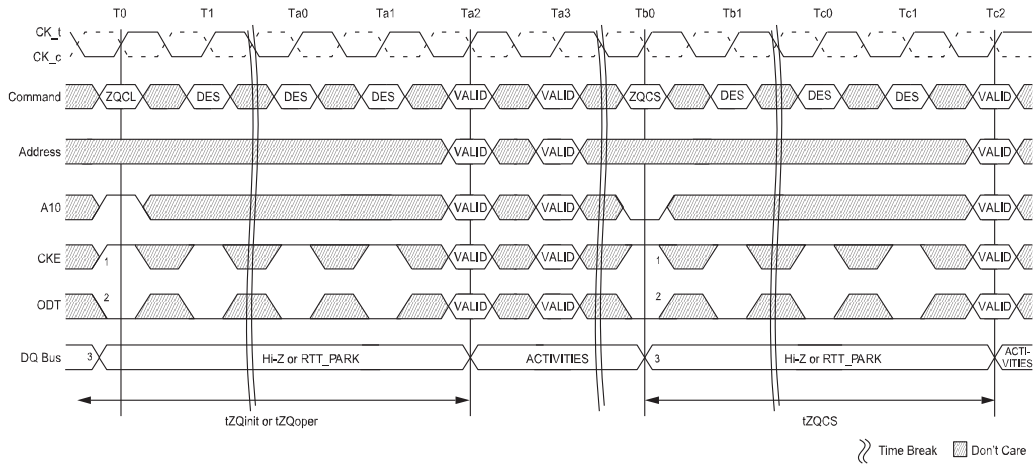 T0 T1 Ta0 Ta1 Ta2 Ta3 Tb0 Tb1 Tc0 Tc1 Tc2
CK_t
CK_c
Command ZQCL DES DES DES VALID VALID ZQCS DES DES DES VALID
Address VALID VALID VALID
A10 VALID VALID VALID
CKE 1 VALID VALID 1 VALID
ODT 2 VALID VALID 2 VALID
DQ Bus 3 Hi-Z or RTT_PARK ACTIVITIES 3 Hi-Z or RTT_PARK ACTI-
VITIES
tZQinit or tZQoper tZQCS
Time Break Don't Care